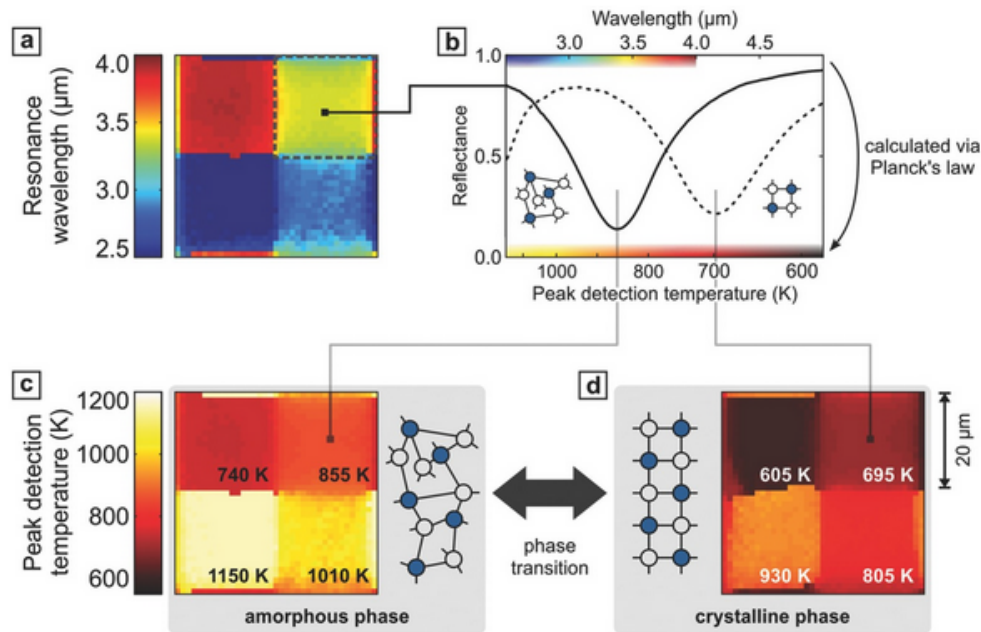 a
4.0
3.5
3.0
2.5
Resonance
wavelength (μm)
b
Wavelength (μm)
3.0 3.5 4.0 4.5
1.0
0.5
0.0
Reflectance
1000 800 700 600
Peak detection temperature (K)
calculated via
Planck's law
c
1200
1000
800
600
Peak detection
temperature (K)
740 K 855 K
1150 K 1010 K
amorphous phase
phase
transition
d
605 K 695 K
930 K 805 K
20 μm
crystalline phase